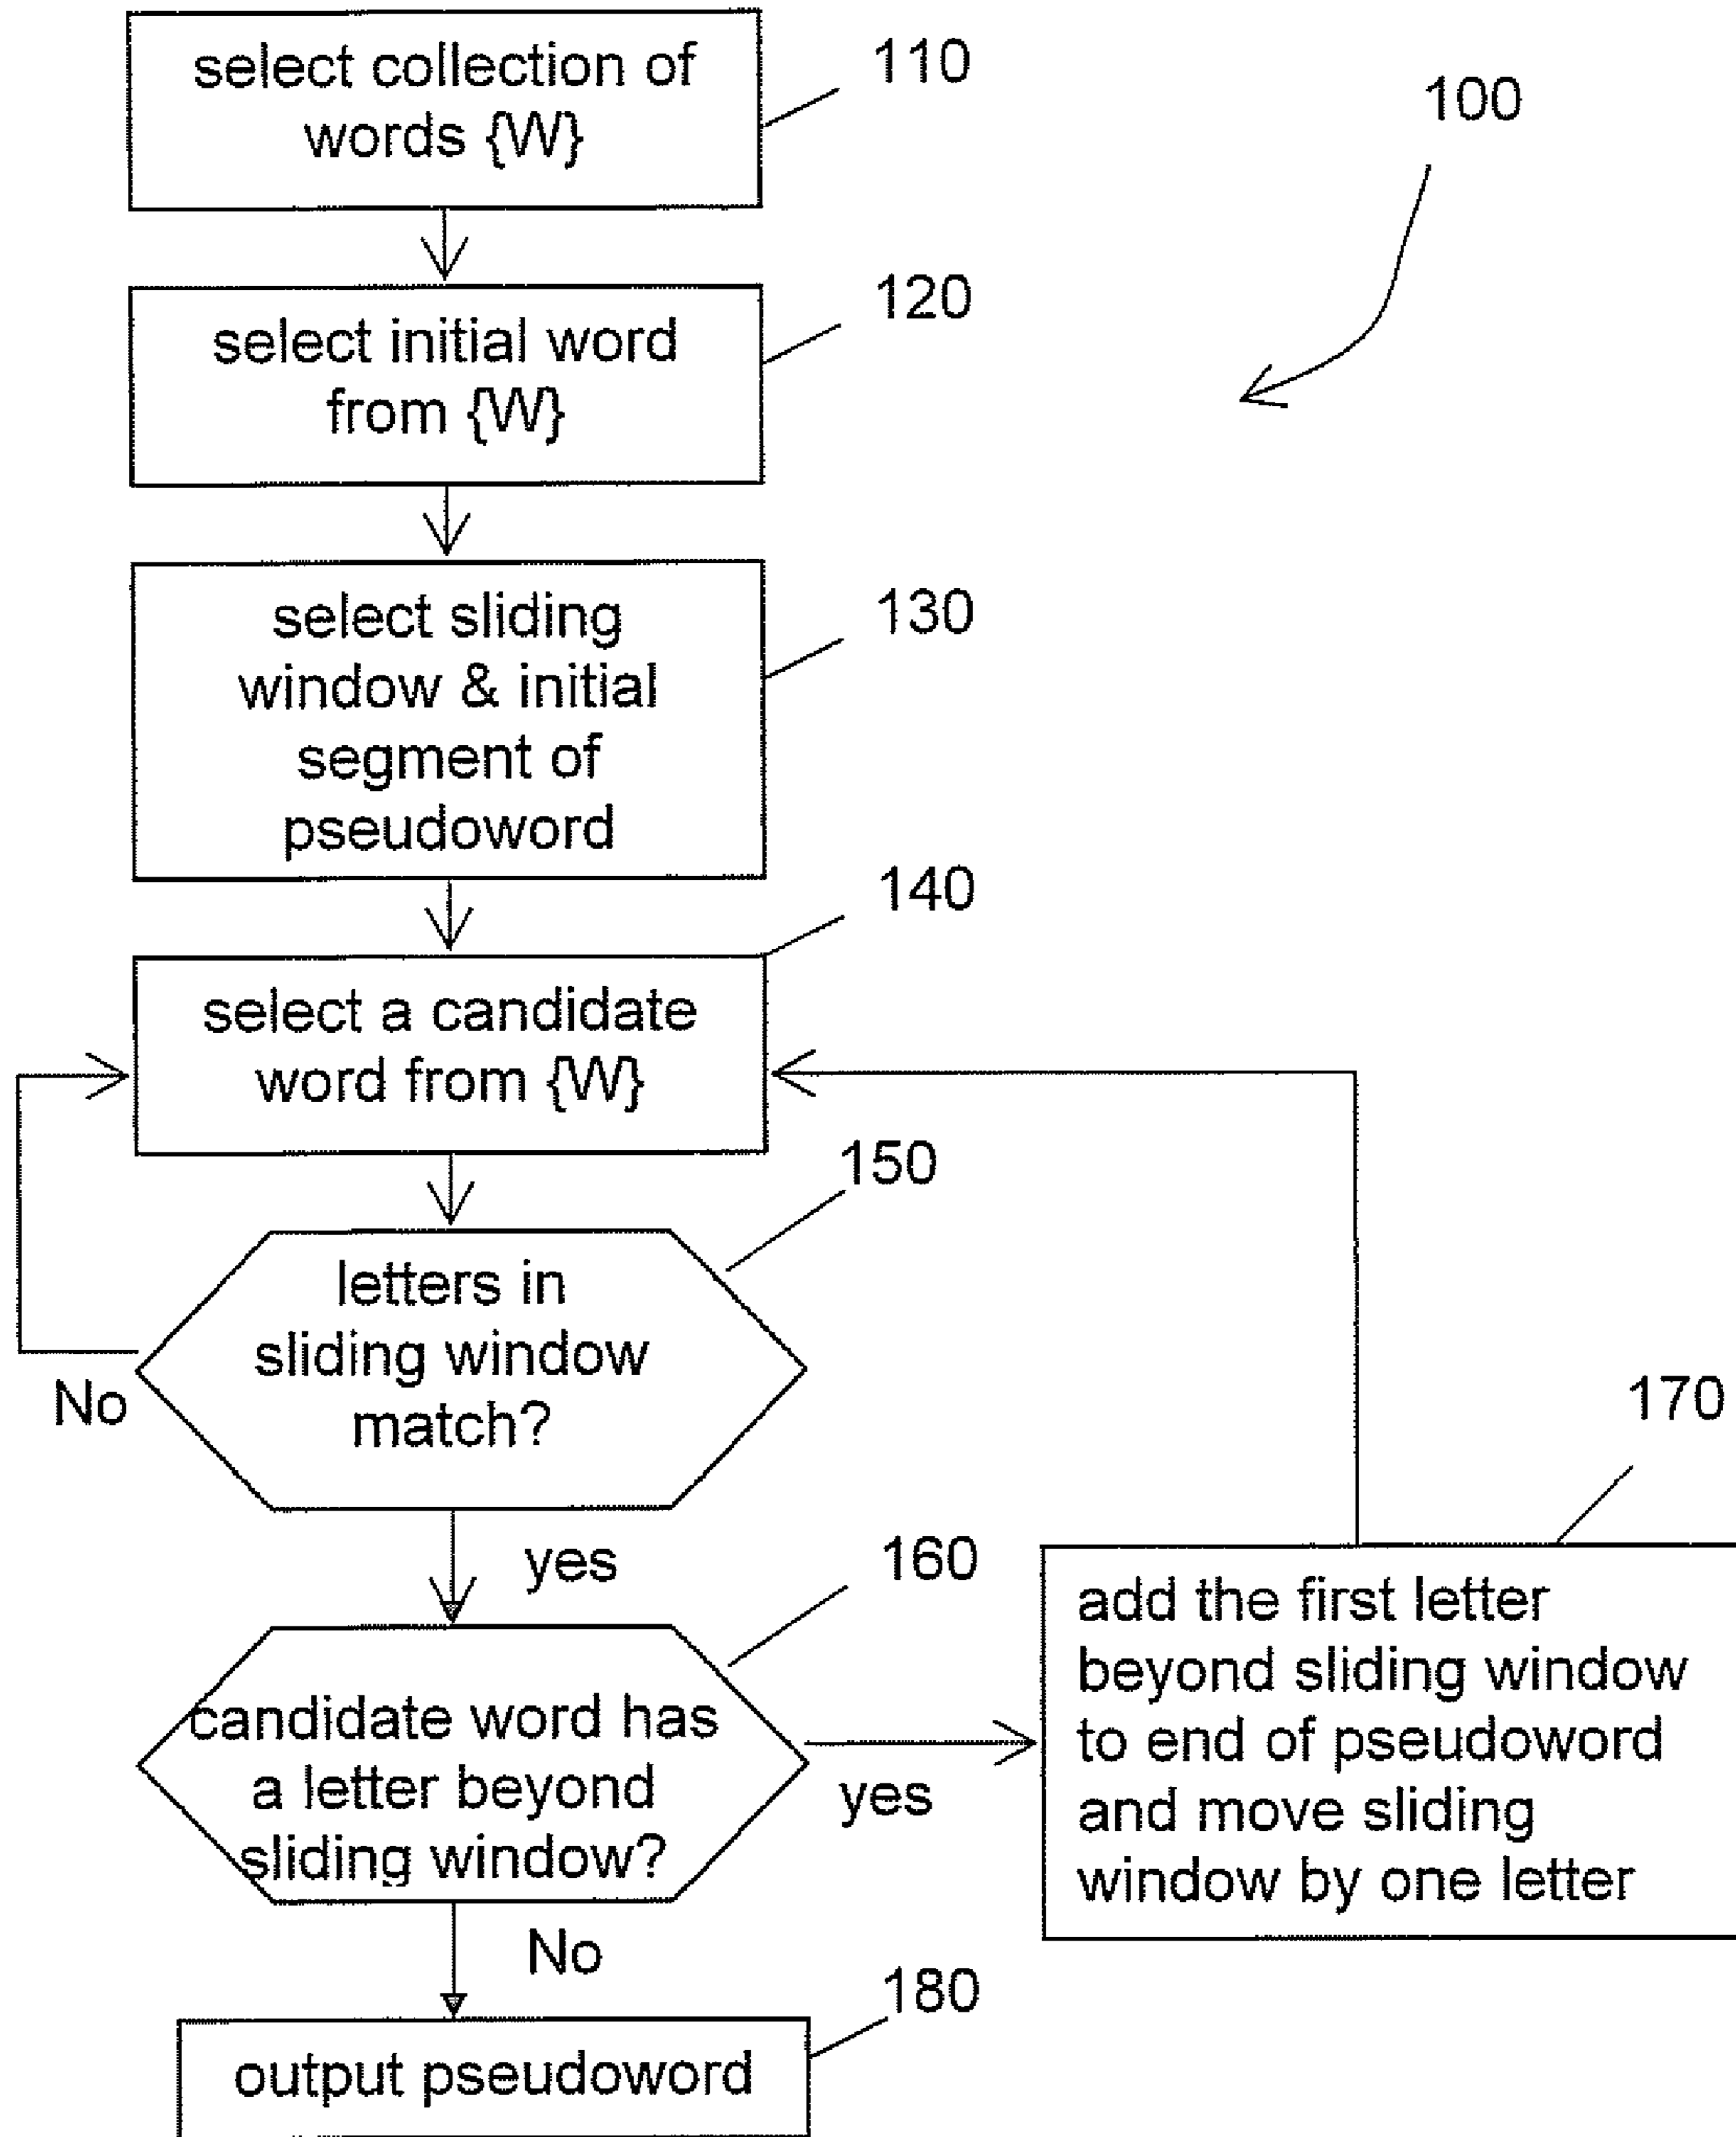 select collection of
words {W}
110
100
select initial word
from {W}
120
select sliding
window & initial
segment of
pseudoword
130
select a candidate
word from {W}
140
letters in
sliding window
match?
150
No
yes
candidate word has
a letter beyond
sliding window?
160
yes
No
add the first letter
beyond sliding window
to end of pseudoword
and move sliding
window by one letter
170
output pseudoword
180